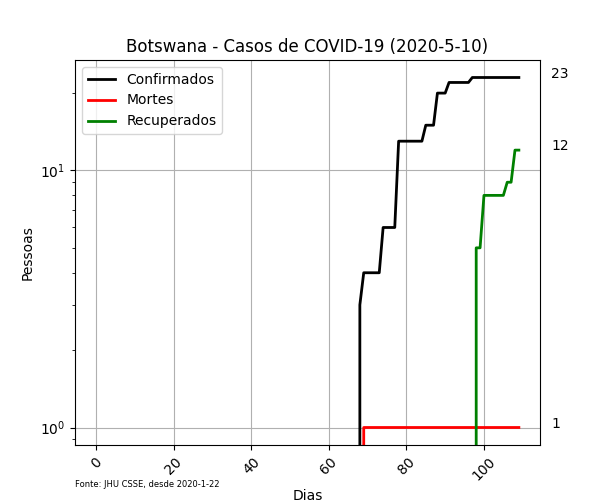 Botswana - Casos de COVID-19 (2020-5-10)
Confirmados
Mortes
Recuperados
23
12
1
10¹
10⁰
Pessoas
0 20 40 60 80 100
Fonte: JHU CSSE, desde 2020-1-22
Dias